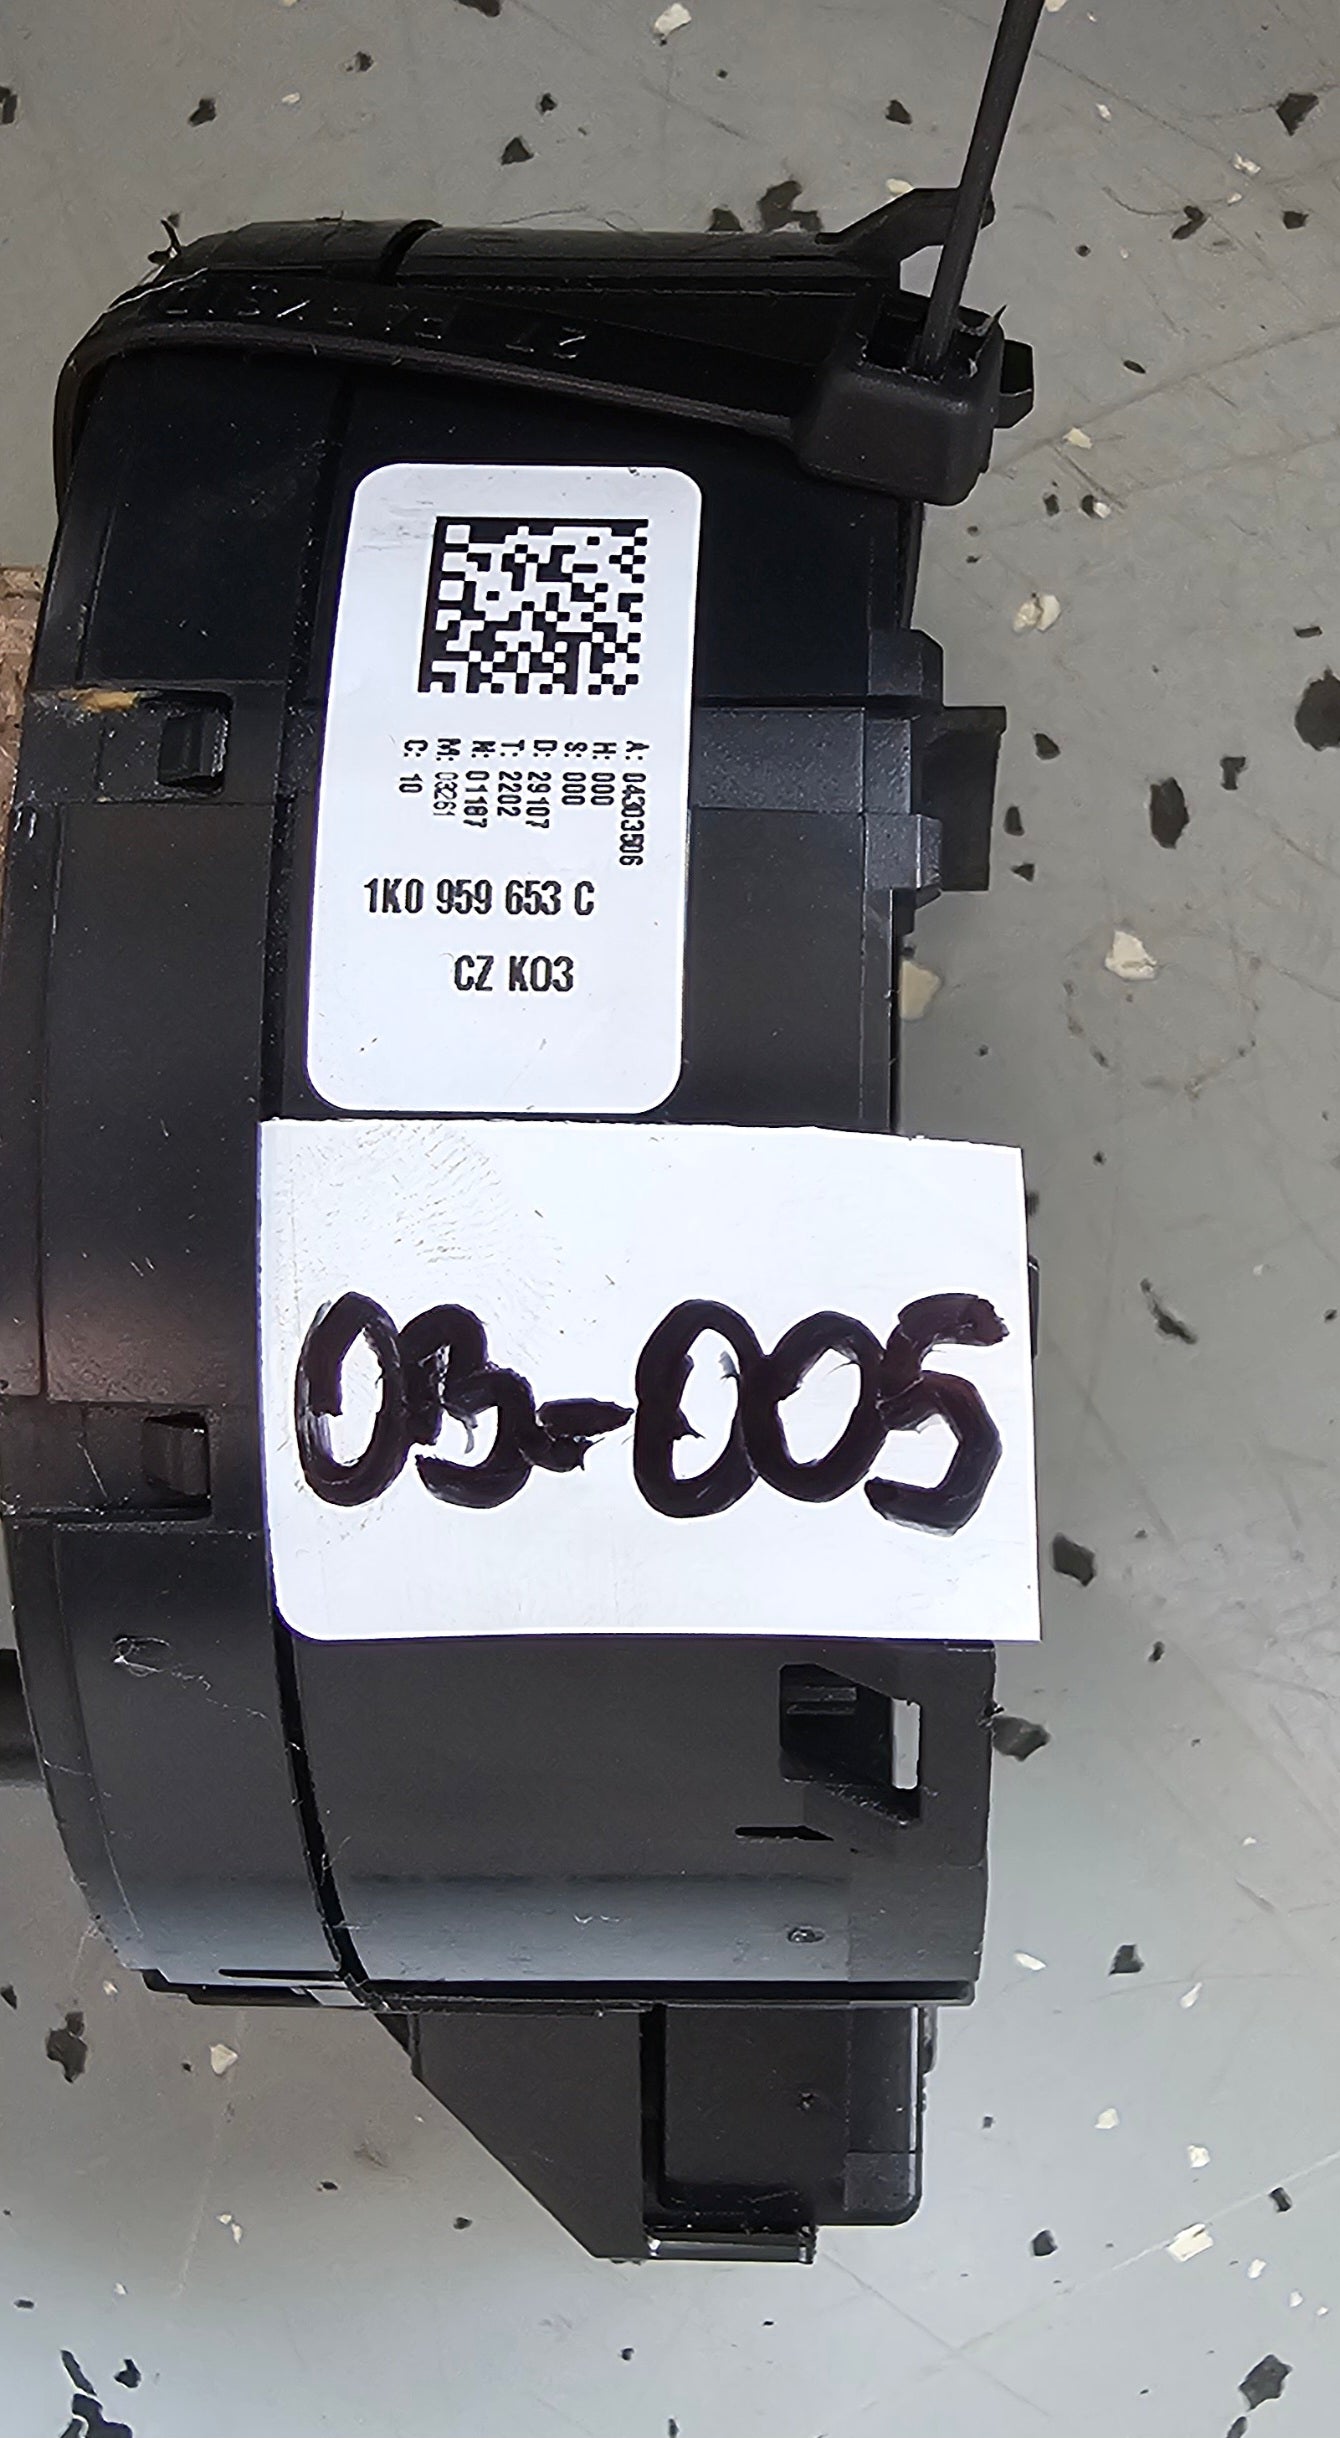 A: 04303506
H: 000
S: 000
D: 29107
T: 2202
N: 01187
M: 03261
C: 10
1K0 959 653 C
CZ K03
03-005